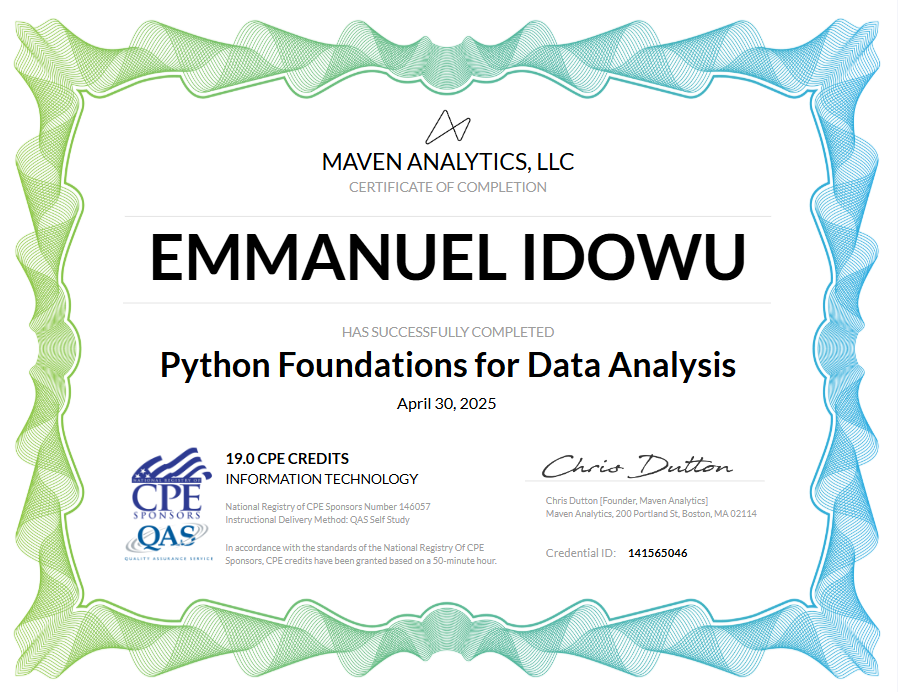 MAVEN ANALYTICS, LLC
CERTIFICATE OF COMPLETION
EMMANUEL IDOWU
HAS SUCCESSFULLY COMPLETED
Python Foundations for Data Analysis
April 30, 2025
NATIONAL REGISTRY OF
CPE
SPONSORS
QAS
QUALITY ASSURANCE SERVICE
19.0 CPE CREDITS
INFORMATION TECHNOLOGY
National Registry of CPE Sponsors Number 146057
Instructional Delivery Method: QAS Self Study
In accordance with the standards of the National Registry Of CPE
Sponsors, CPE credits have been granted based on a 50-minute hour.
Chris Dutton
Chris Dutton [Founder, Maven Analytics]
Maven Analytics, 200 Portland St, Boston, MA 02114
Credential ID: 141565046